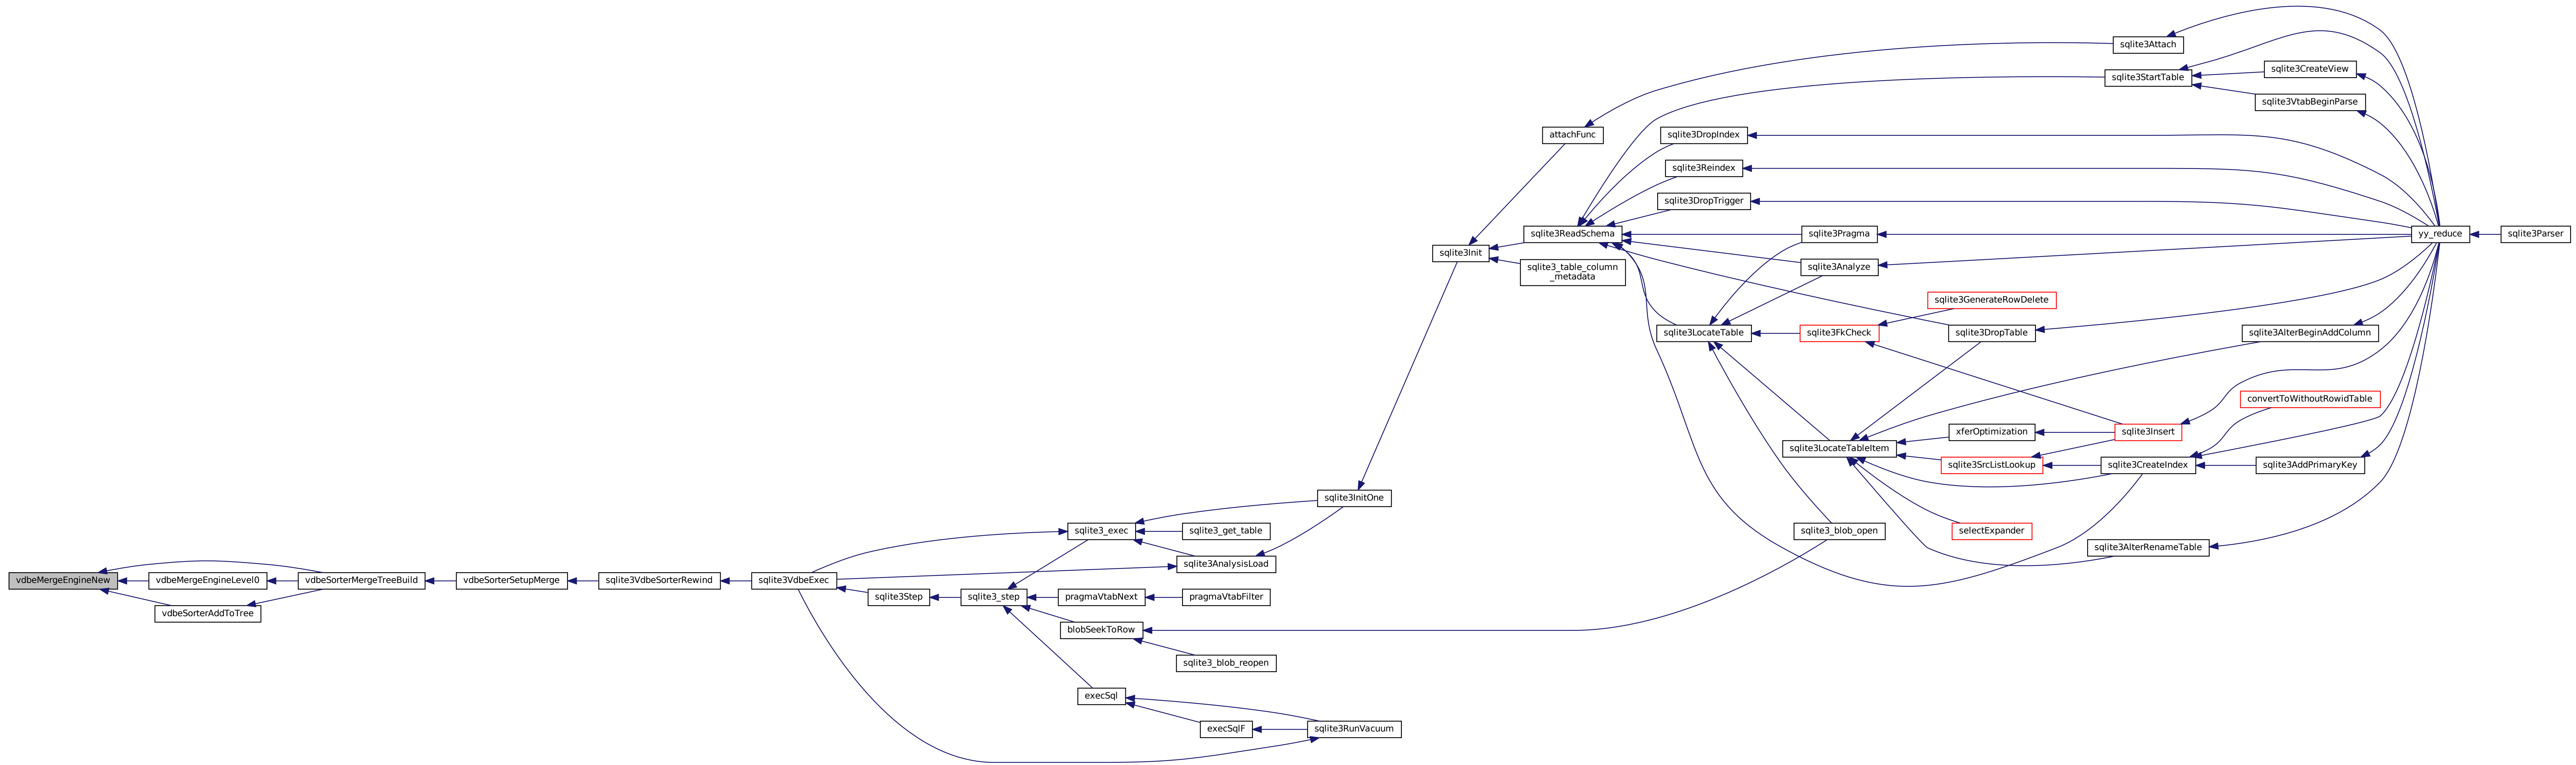 vdbeMergeEngineNew
vdbeMergeEngineLevel0
vdbeSorterAddToTree
vdbeSorterMergeTreeBuild
vdbeSorterSetupMerge
sqlite3VdbeSorterRewind
sqlite3VdbeExec
sqlite3Step
sqlite3_step
sqlite3_exec
sqlite3_get_table
sqlite3AnalysisLoad
pragmaVtabNext
pragmaVtabFilter
blobSeekToRow
sqlite3_blob_reopen
execSql
execSqlF
sqlite3RunVacuum
sqlite3InitOne
sqlite3Init
attachFunc
sqlite3ReadSchema
sqlite3_table_column
_metadata
sqlite3DropIndex
sqlite3Reindex
sqlite3DropTrigger
sqlite3LocateTable
sqlite3Pragma
sqlite3Analyze
sqlite3FkCheck
sqlite3LocateTableItem
sqlite3_blob_open
sqlite3GenerateRowDelete
sqlite3DropTable
xferOptimization
sqlite3SrcListLookup
selectExpander
sqlite3Attach
sqlite3StartTable
sqlite3Insert
sqlite3CreateIndex
sqlite3AlterRenameTable
sqlite3CreateView
sqlite3VtabBeginParse
sqlite3AlterBeginAddColumn
convertToWithoutRowidTable
sqlite3AddPrimaryKey
yy_reduce
sqlite3Parser